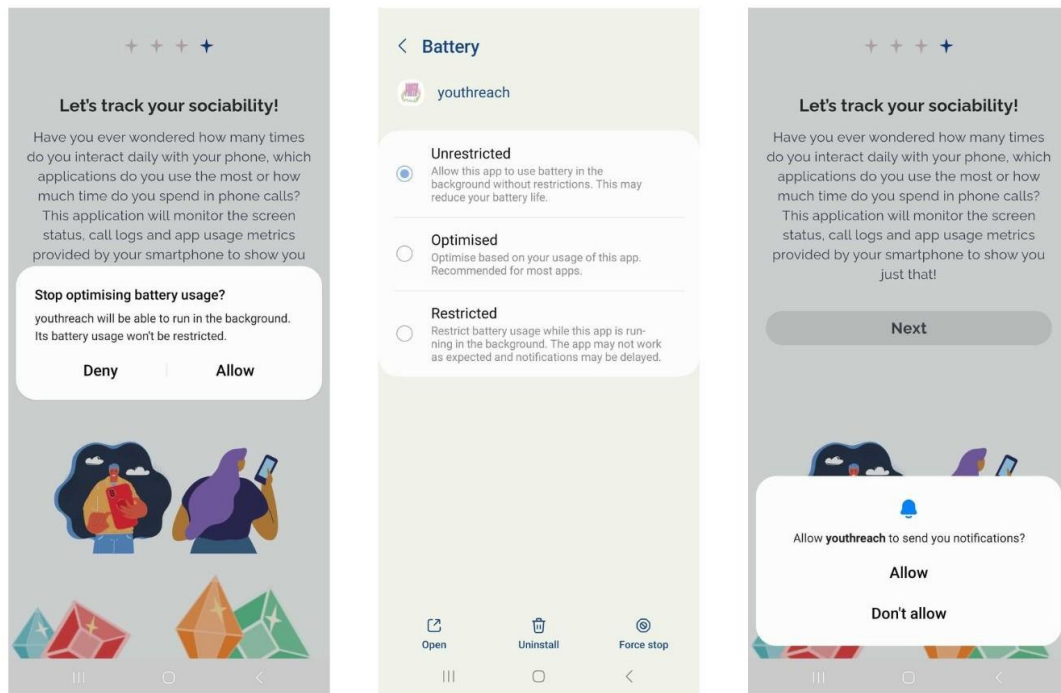 Let's track your sociability!
Have you ever wondered how many times
do you interact daily with your phone, which
applications do you use the most or how
much time do you spend in phone calls?
This application will monitor the screen
status, call logs and app usage metrics
provided by your smartphone to show you
Stop optimising battery usage?
youthreach will be able to run in the background.
Its battery usage won't be restricted.
Deny Allow
Battery
youthreach
Unrestricted
Allow this app to use battery in the
background without restrictions. This may
reduce your battery life.
Optimised
Optimise based on your usage of this app.
Recommended for most apps.
Restricted
Restrict battery usage while this app is run-
ning in the background. The app may not work
as expected and notifications may be delayed.
Open Uninstall Force stop
Let's track your sociability!
Have you ever wondered how many times
do you interact daily with your phone, which
applications do you use the most or how
much time do you spend in phone calls?
This application will monitor the screen
status, call logs and app usage metrics
provided by your smartphone to show you
just that!
Next
Allow youthreach to send you notifications?
Allow
Don't allow